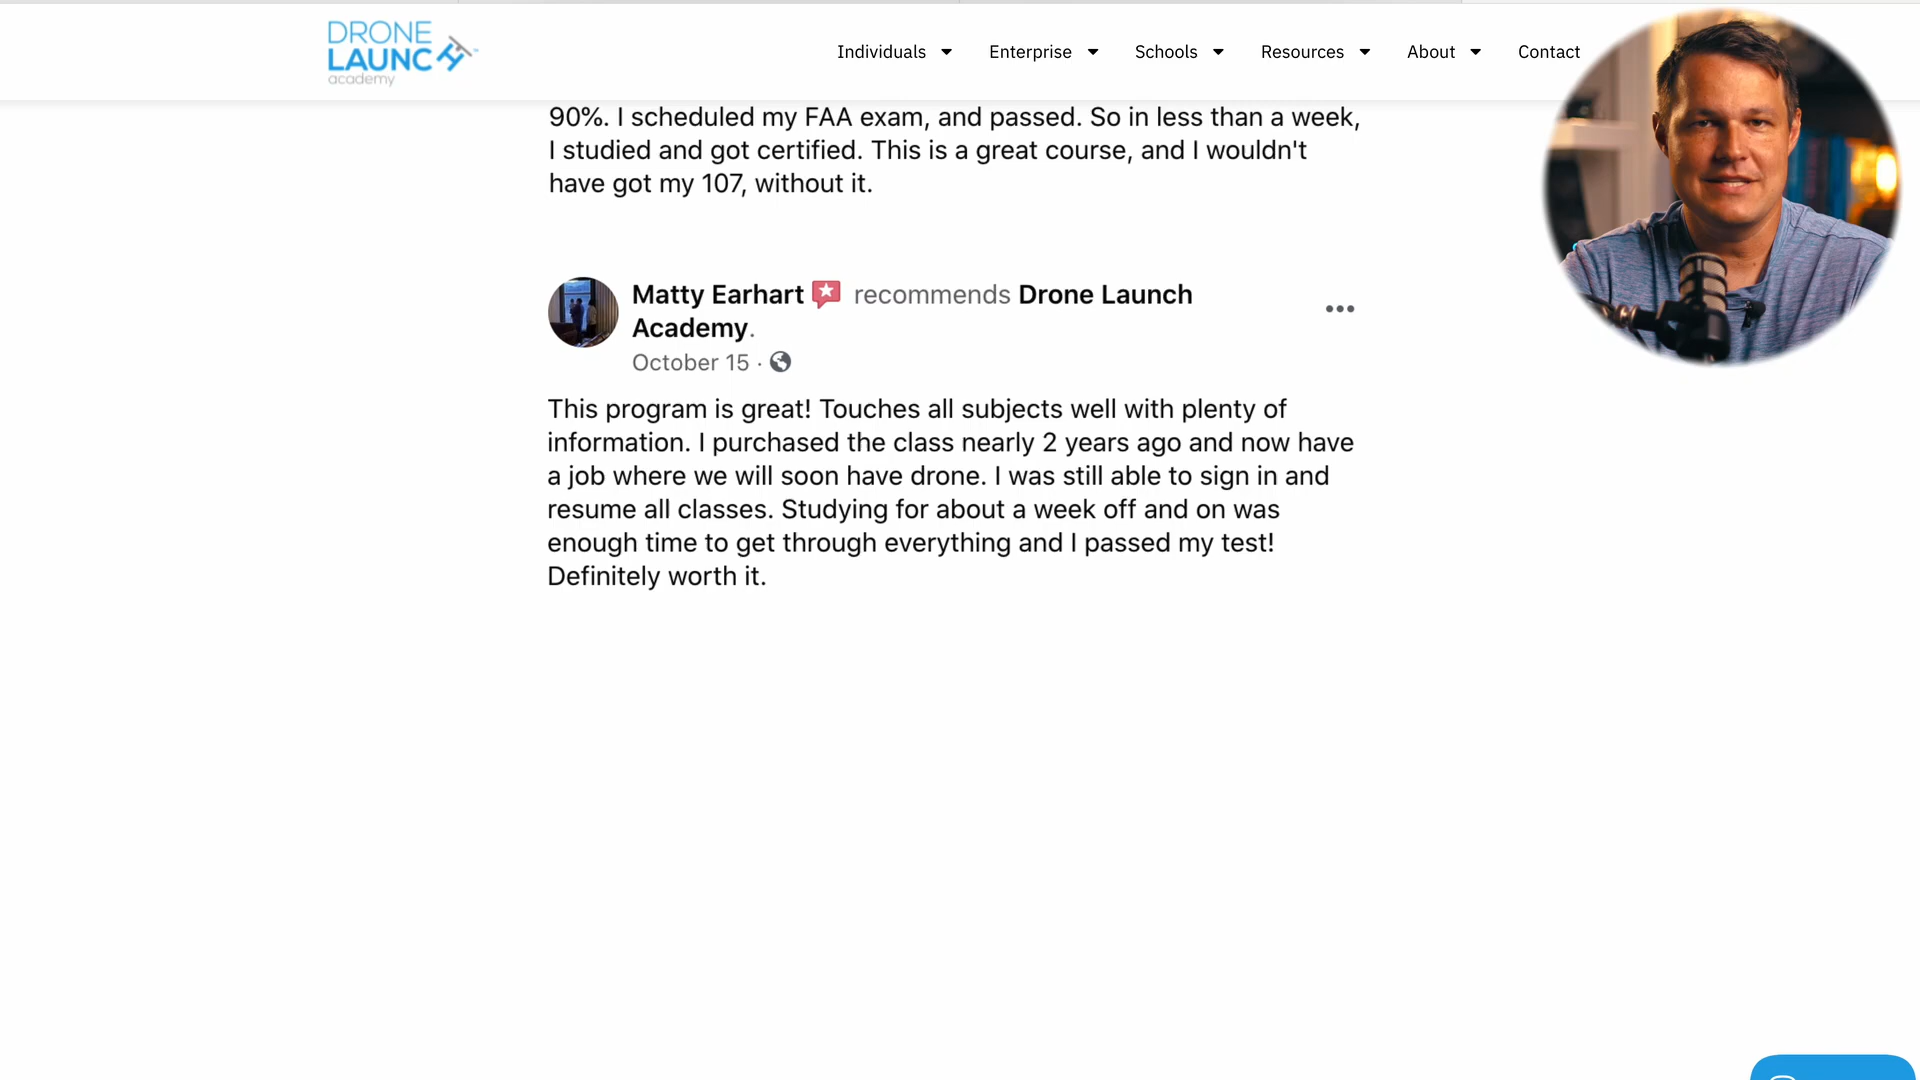 DRONE
LAUNCH
academy
Individuals
Enterprise
Schools
Resources
About
Contact
90%. I scheduled my FAA exam, and passed. So in less than a week,
I studied and got certified. This is a great course, and I wouldn't
have got my 107, without it.
Matty Earhart recommends Drone Launch
Academy.
October 15 ·
This program is great! Touches all subjects well with plenty of
information. I purchased the class nearly 2 years ago and now have
a job where we will soon have drone. I was still able to sign in and
resume all classes. Studying for about a week off and on was
enough time to get through everything and I passed my test!
Definitely worth it.